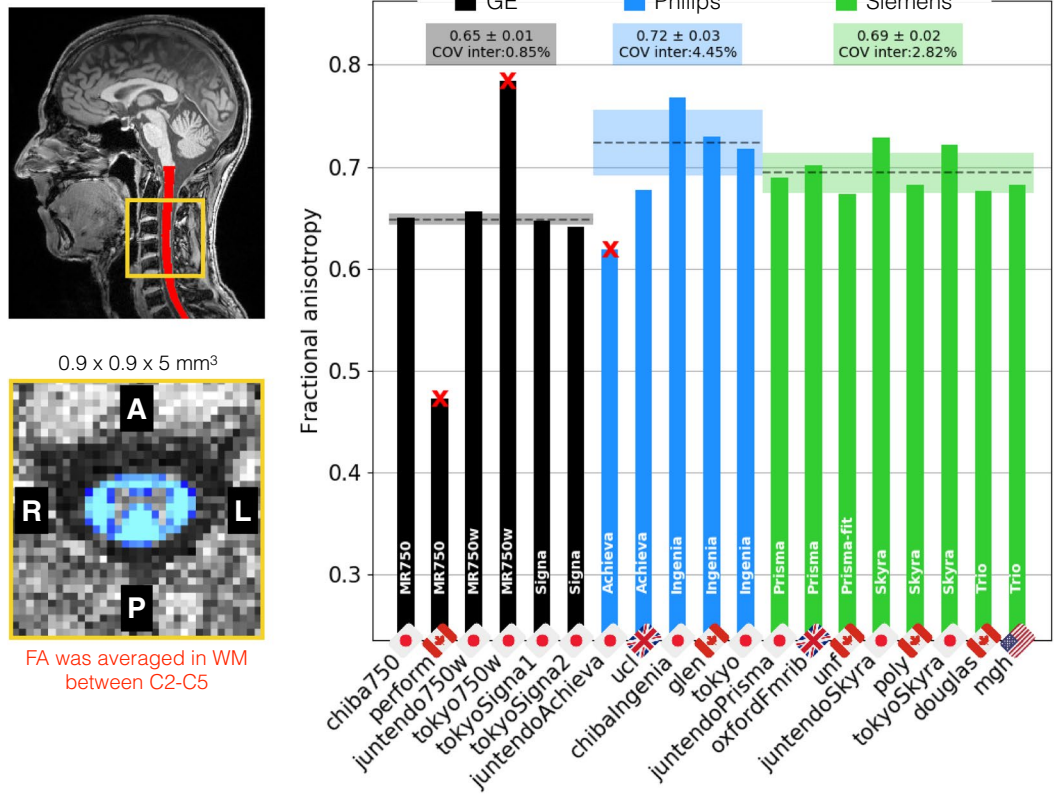 GE
Philips
Siemens
0.65 ± 0.01
COV inter:0.85%
0.72 ± 0.03
COV inter:4.45%
0.69 ± 0.02
COV inter:2.82%
0.8
0.7
0.6
0.5
0.4
0.3
Fractional anisotropy
X
X
X
MR750
MR750
MR750w
MR750w
Signa
Signa
Achieva
Achieva
Ingenia
Ingenia
Ingenia
Prisma
Prisma
Prisma-fit
Skyra
Skyra
Skyra
Trio
Trio
chiba750
perform
juntendo750w
tokyo750w
tokyoSigna1
tokyoSigna2
juntendoAchieva
ucl
chibaIngenia
glen
tokyo
juntendoPrisma
oxfordFmrib
unf
juntendoSkyra
poly
tokyoSkyra
douglas
mgh
0.9 x 0.9 x 5 mm³
A
R
L
P
FA was averaged in WM
between C2-C5